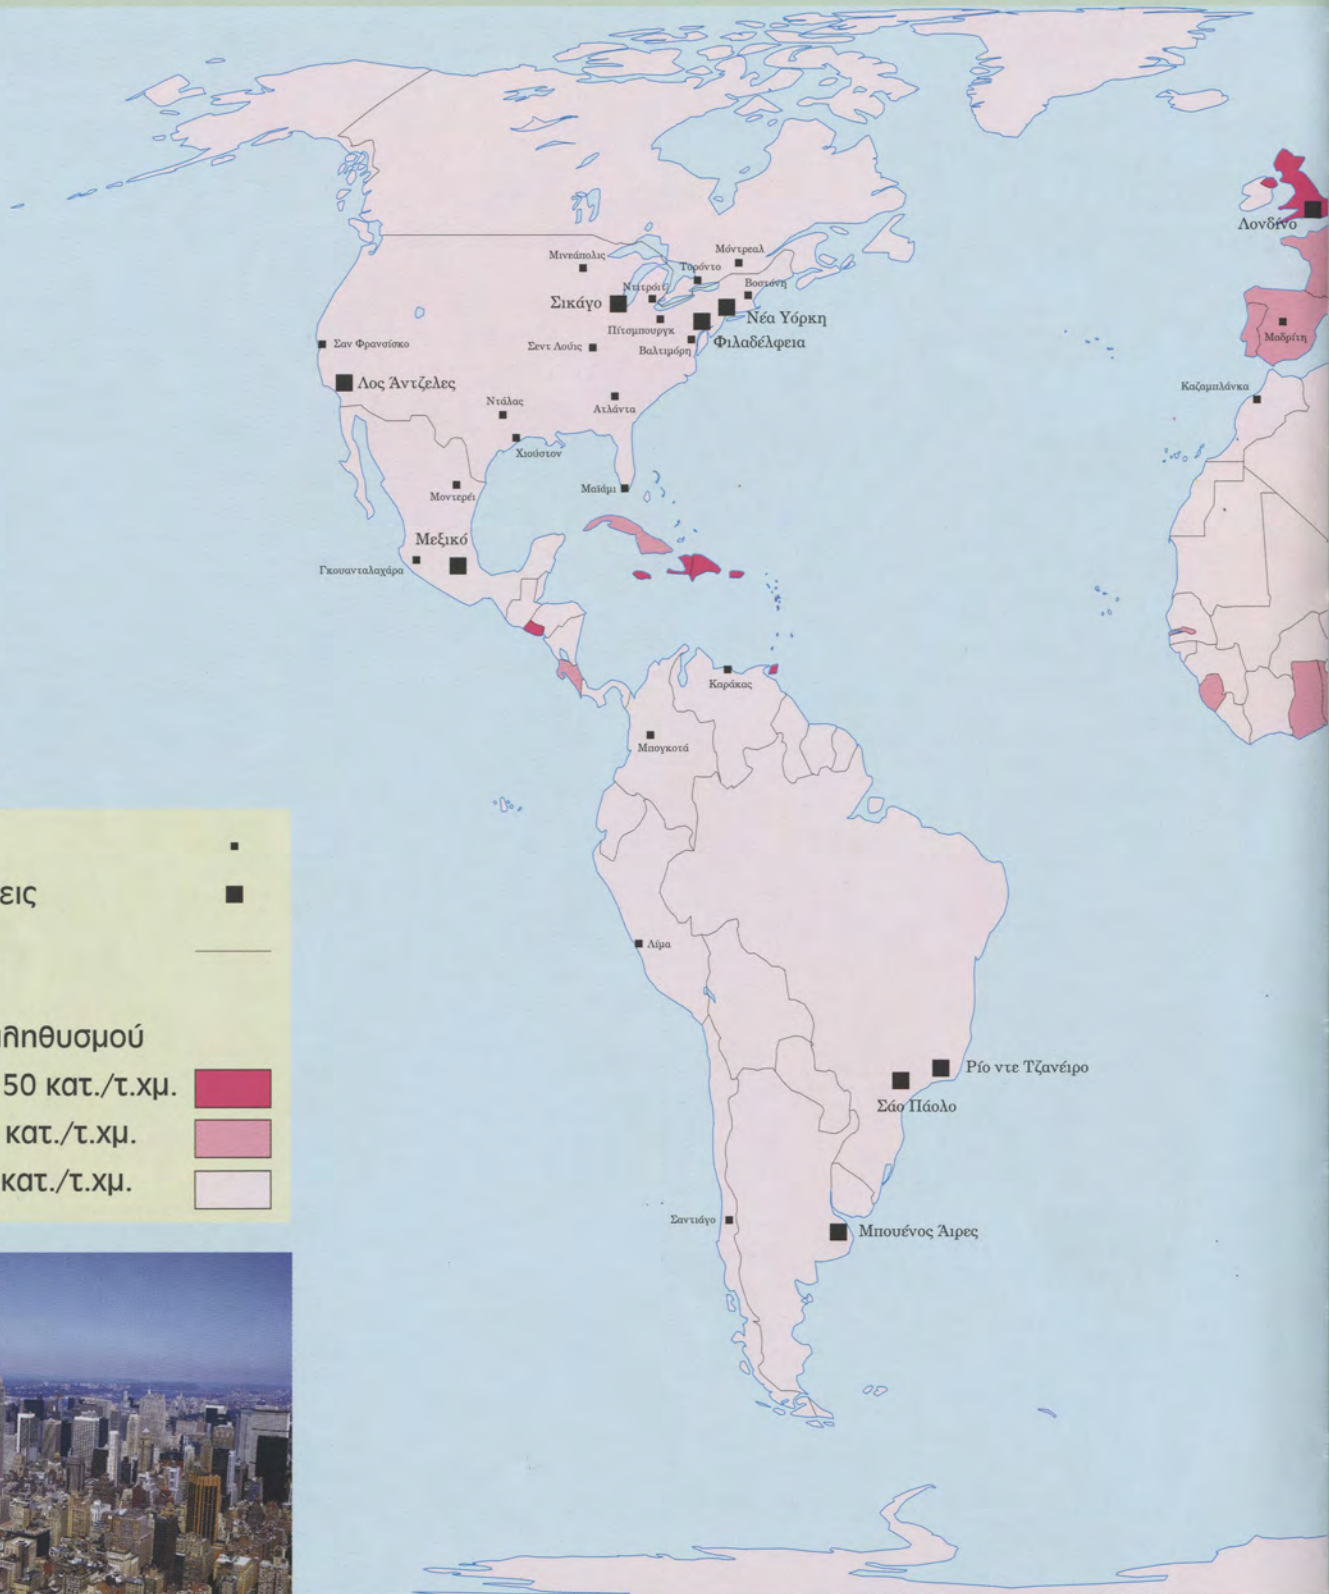 Λονδίνο
Μόντρεαλ
Μινεάπολις
Τορόντο
Ντιτρόιτ
Βοστόνη
Σικάγο
Νέα Υόρκη
Πίτσμπουργκ
Φιλαδέλφεια
Μαδρίτη
Σαν Φρανσίσκο
Σεντ Λούις
Βαλτιμόρη
Λος Άντζελες
Καζαμπλάνκα
Ντάλας
Ατλάντα
Χιούστον
Μαϊάμι
Μοντερέι
Μεξικό
Γκουανταλαχάρα
Καράκας
Μπογκοτά
εις
Λίμα
πληθυσμού
50 κατ./τ.χμ.
κατ./τ.χμ.
κατ./τ.χμ.
Ρίο ντε Τζανέιρο
Σάο Πάολο
Σαντιάγο
Μπουένος Άιρες